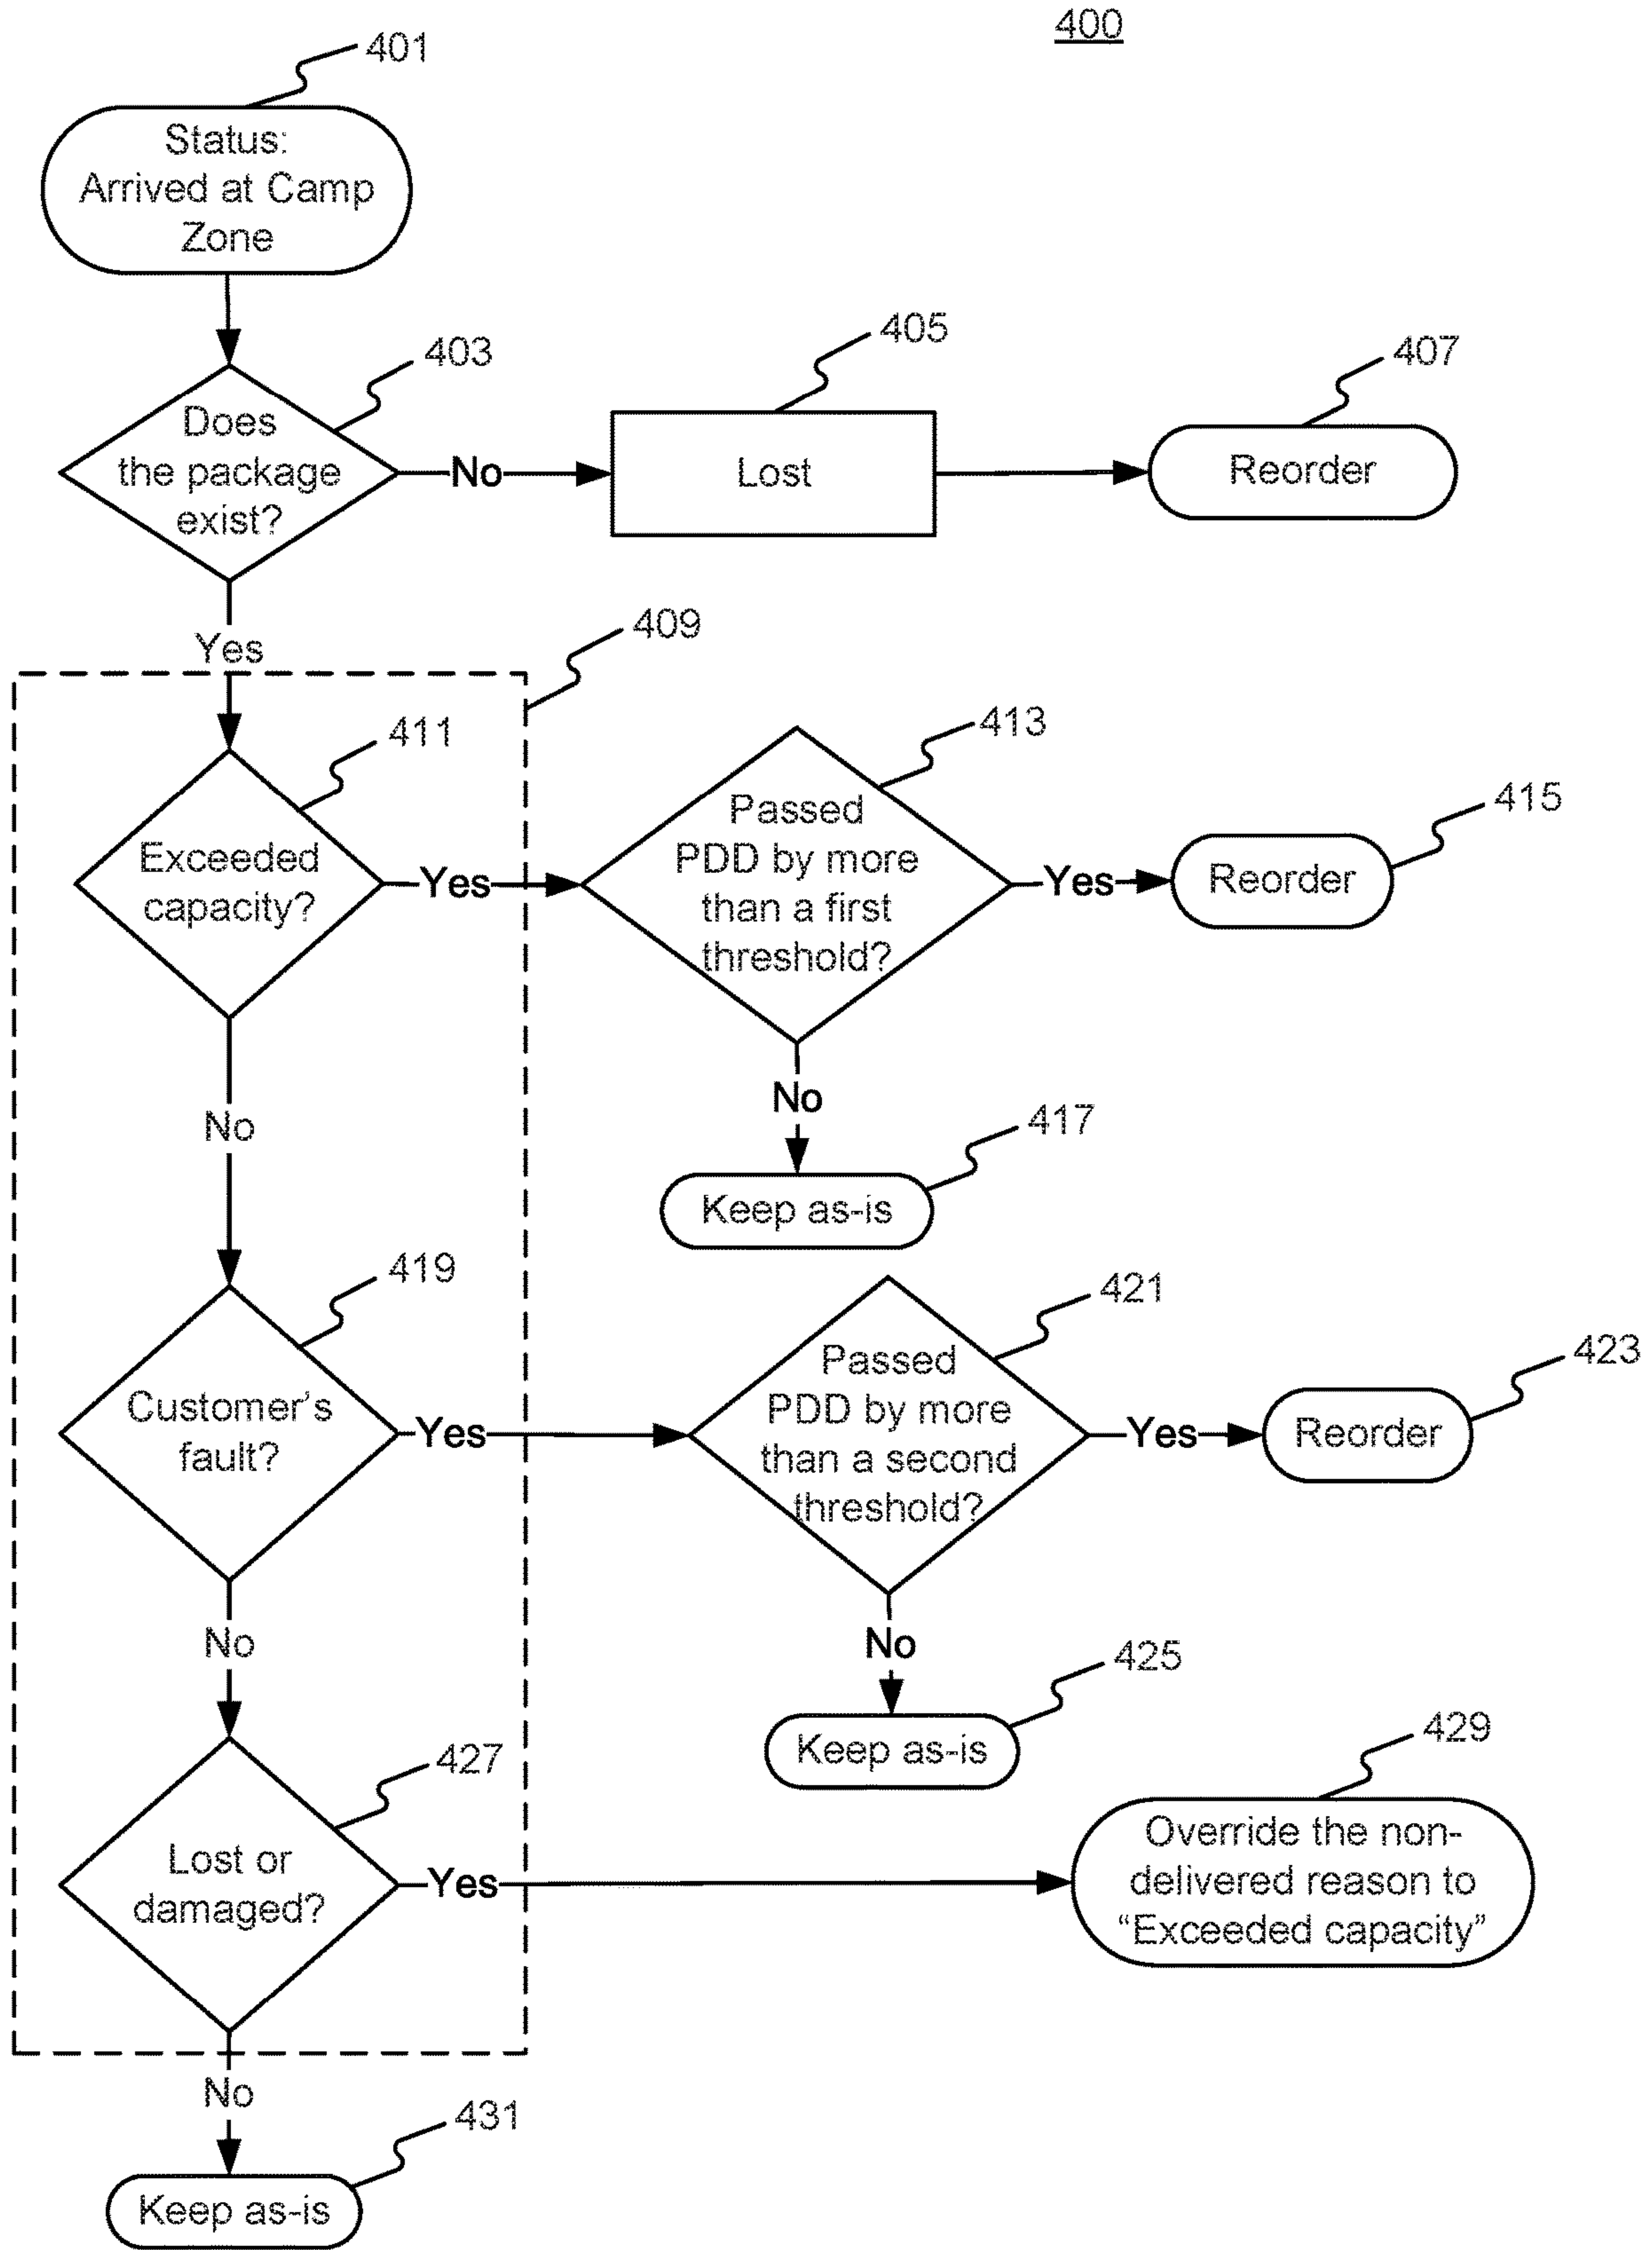 400
401
Status:
Arrived at Camp
Zone
403
Does
the package
exist?
No
405
Lost
407
Reorder
Yes
409
411
Exceeded
capacity?
Yes
413
Passed
PDD by more
than a first
threshold?
Yes
415
Reorder
No
417
Keep as-is
No
419
Customer’s
fault?
Yes
421
Passed
PDD by more
than a second
threshold?
Yes
423
Reorder
No
425
Keep as-is
No
427
Lost or
damaged?
Yes
429
Override the non-
delivered reason to
“Exceeded capacity”
No
431
Keep as-is